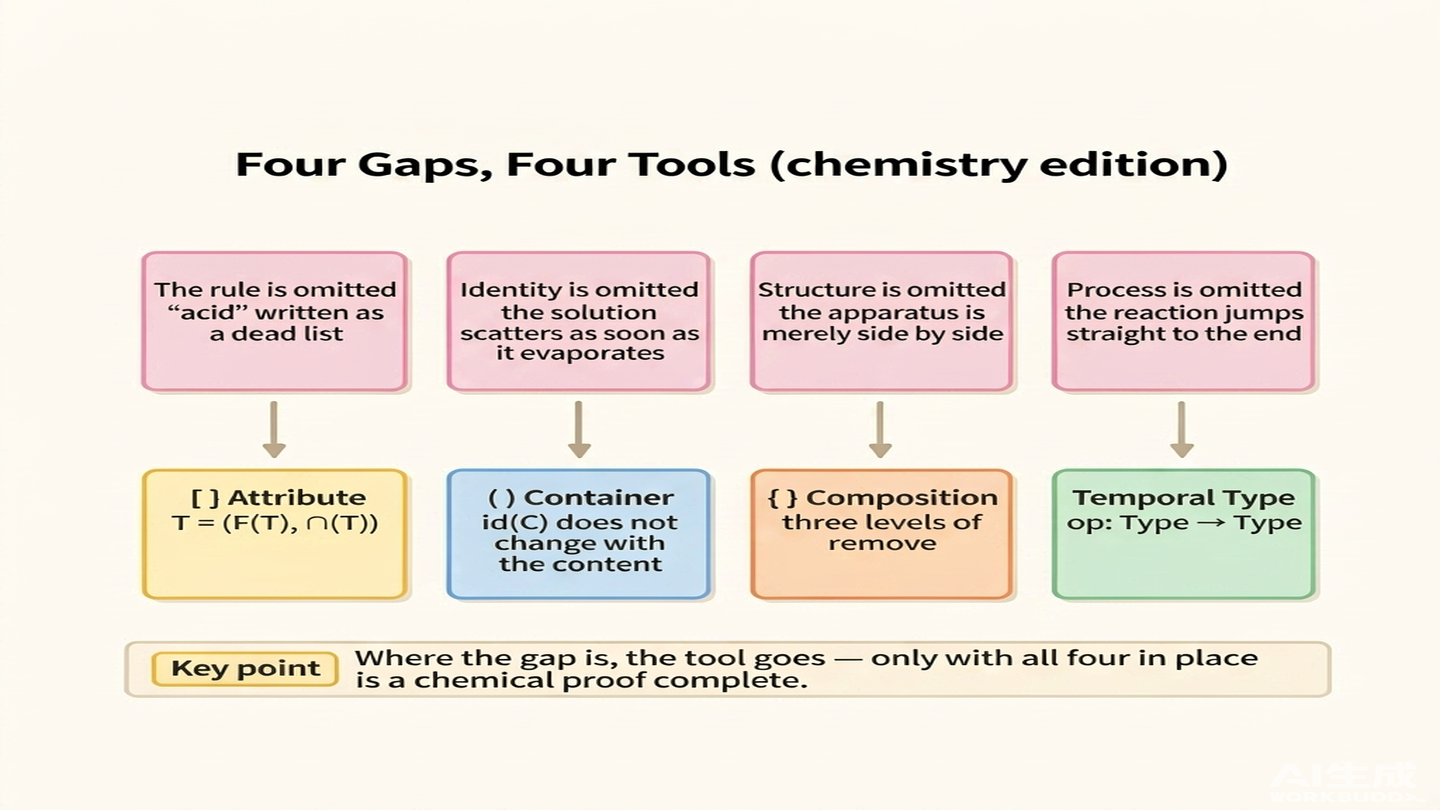 Four Gaps, Four Tools (chemistry edition)
The rule is omitted
“acid” written as
a dead list
Identity is omitted
the solution
scatters as soon as
it evaporates
Structure is omitted
the apparatus is
merely side by side
Process is omitted
the reaction jumps
straight to the end
[ ] Attribute
T = (F(T), ∩(T))
( ) Container
id(C) does not
change with
the content
{ } Composition
three levels of
remove
Temporal Type
op: Type → Type
Key point
Where the gap is, the tool goes — only with all four in place
is a chemical proof complete.
AI生成